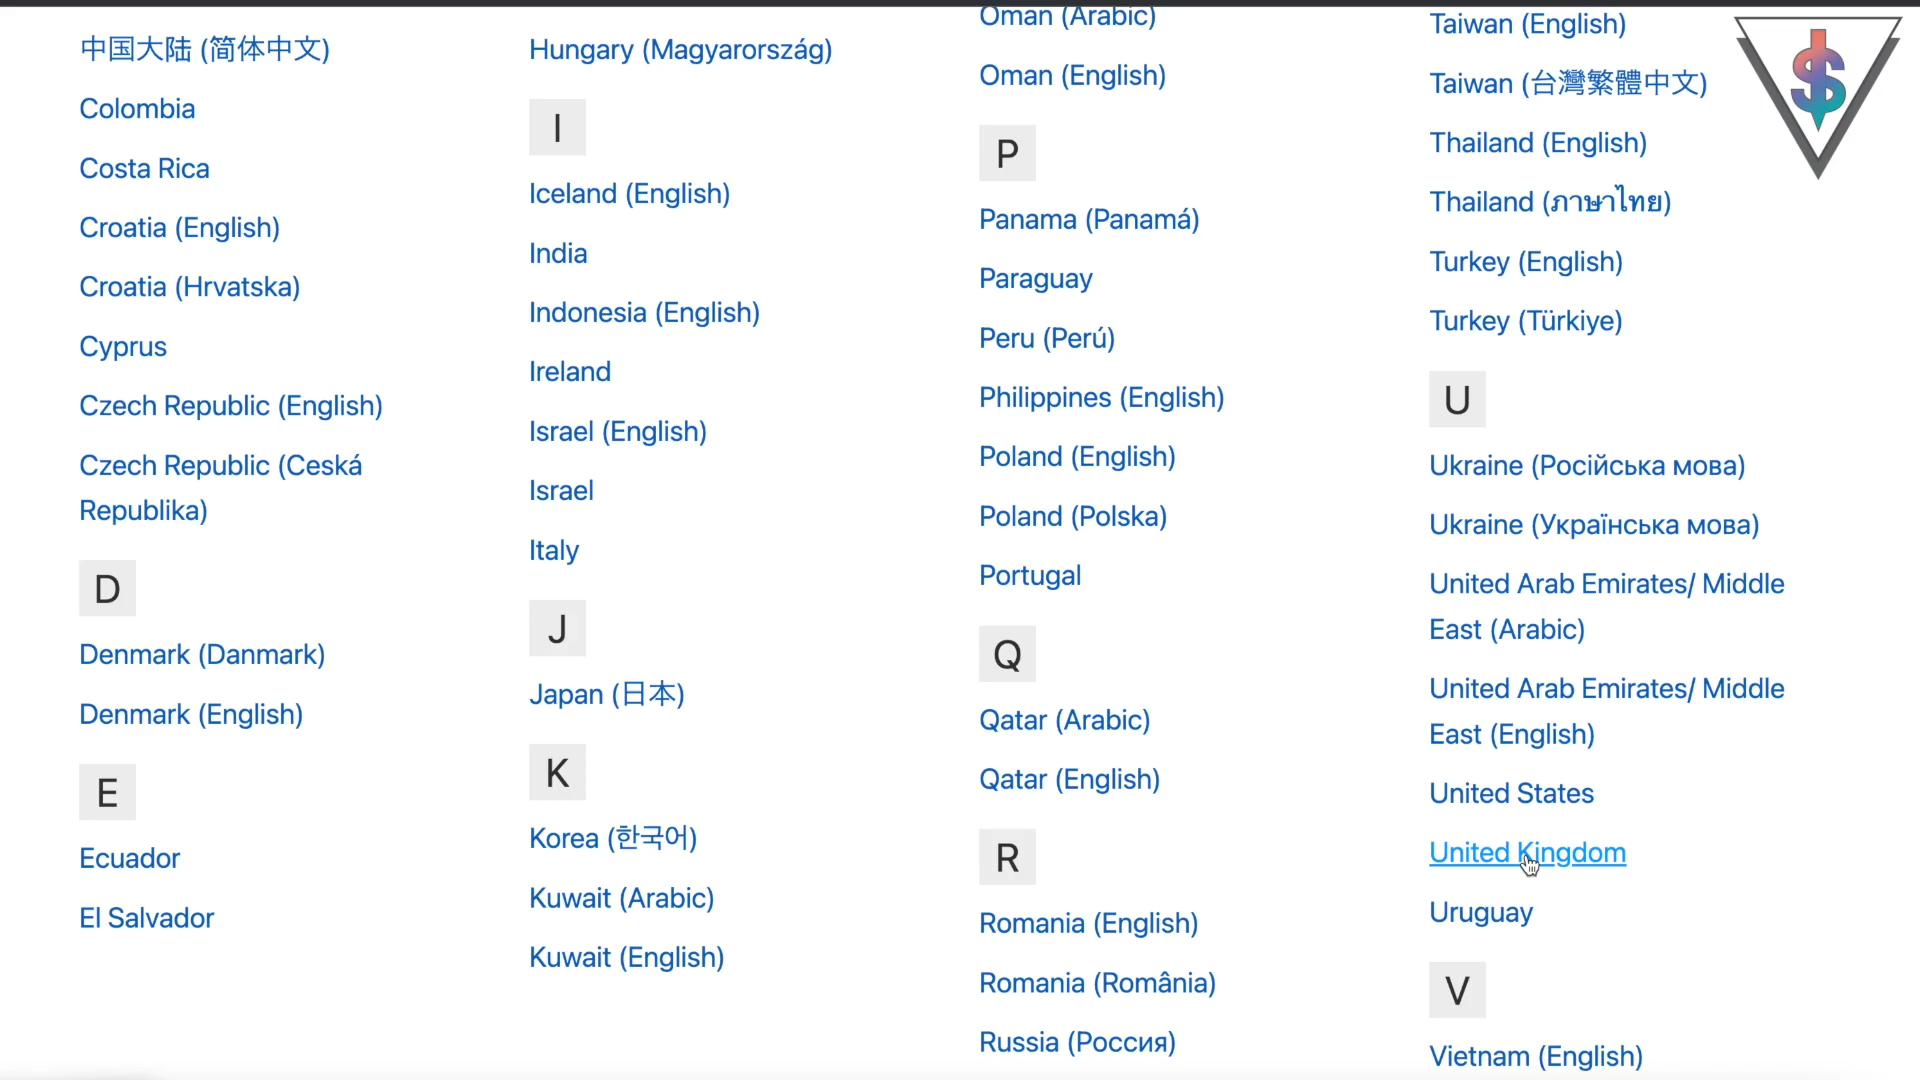 中国大陆 (简体中文)
Colombia
Costa Rica
Croatia (English)
Croatia (Hrvatska)
Cyprus
Czech Republic (English)
Czech Republic (Ceská
Republika)
D
Denmark (Danmark)
Denmark (English)
E
Ecuador
El Salvador
Hungary (Magyarország)
I
Iceland (English)
India
Indonesia (English)
Ireland
Israel (English)
Israel
Italy
J
Japan (日本)
K
Korea (한국어)
Kuwait (Arabic)
Kuwait (English)
Oman (Arabic)
Oman (English)
P
Panama (Panamá)
Paraguay
Peru (Perú)
Philippines (English)
Poland (English)
Poland (Polska)
Portugal
Q
Qatar (Arabic)
Qatar (English)
R
Romania (English)
Romania (România)
Russia (Россия)
Taiwan (English)
Taiwan (台灣繁體中文)
Thailand (English)
Thailand (ภาษาไทย)
Turkey (English)
Turkey (Türkiye)
U
Ukraine (Російська мова)
Ukraine (Українська мова)
United Arab Emirates/ Middle
East (Arabic)
United Arab Emirates/ Middle
East (English)
United States
United Kingdom
Uruguay
V
Vietnam (English)
$